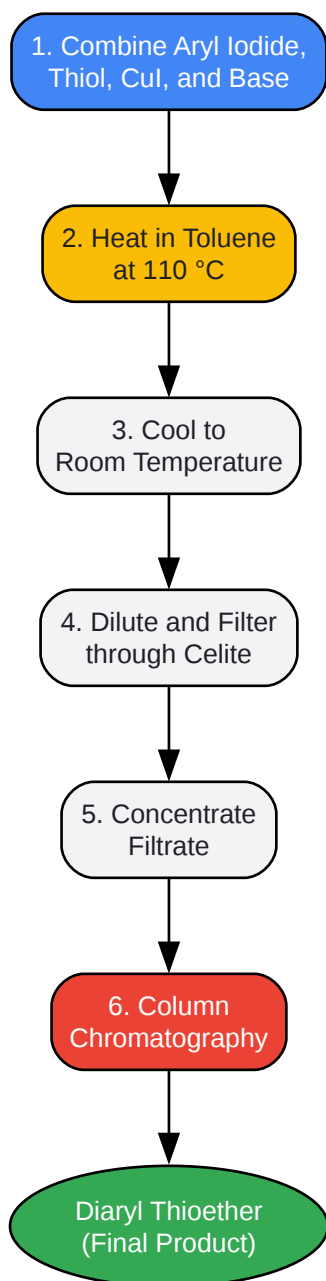 1. Combine Aryl Iodide,
Thiol, CuI, and Base
2. Heat in Toluene
at 110 °C
3. Cool to
Room Temperature
4. Dilute and Filter
through Celite
5. Concentrate
Filtrate
6. Column
Chromatography
Diaryl Thioether
(Final Product)